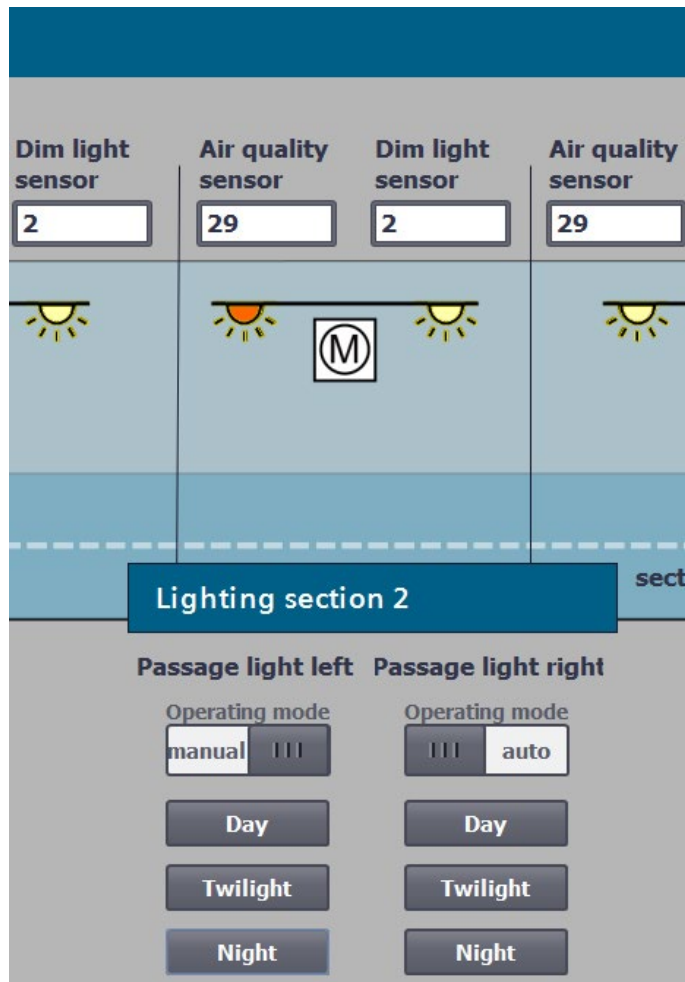 Dim light
sensor
Air quality
sensor
Dim light
sensor
Air quality
sensor
2
29
2
29
M
sect
Lighting section 2
Passage light left
Passage light right
Operating mode
Operating mode
manual
auto
Day
Day
Twilight
Twilight
Night
Night